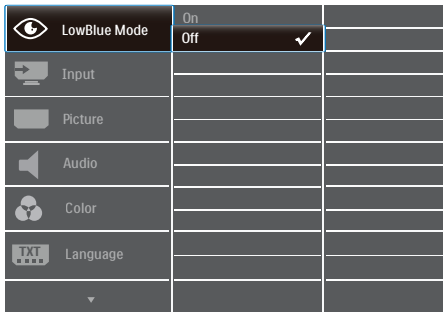 LowBlue Mode
On
Off
Input
Picture
Audio
Color
TXT
Language